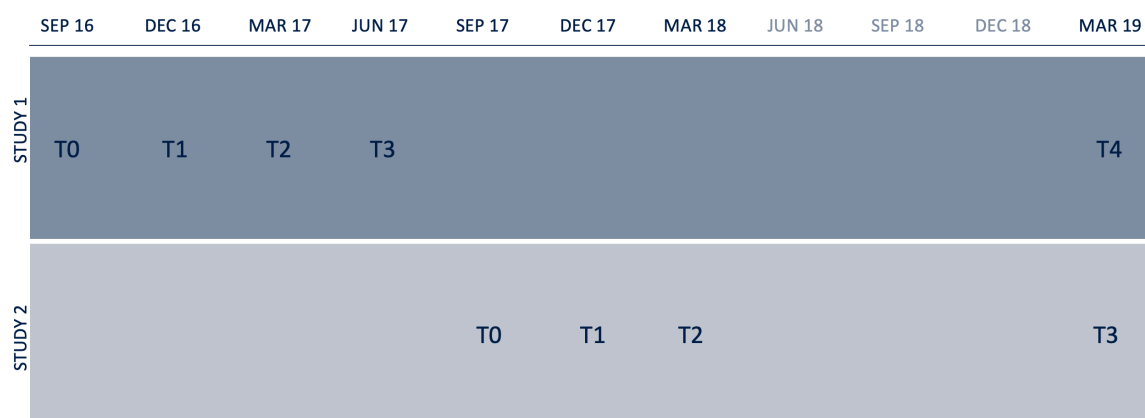 SEP 16 DEC 16 MAR 17 JUN 17 SEP 17 DEC 17 MAR 18 JUN 18 SEP 18 DEC 18 MAR 19
STUDY 1
T0 T1 T2 T3 T4
STUDY 2
T0 T1 T2 T3